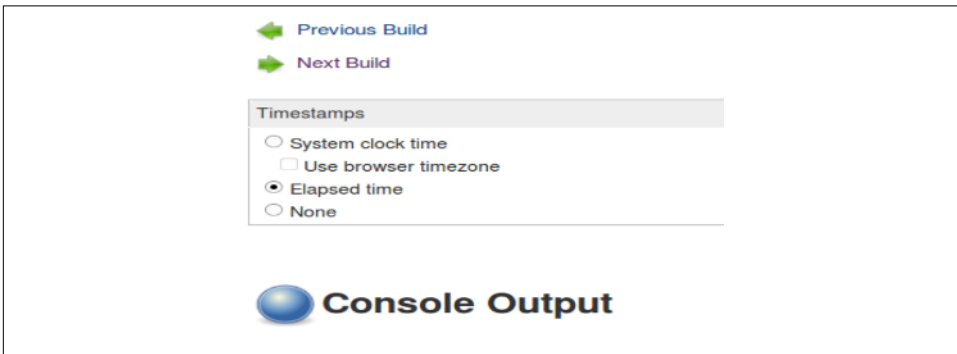 Previous Build
Next Build
Timestamps
System clock time
Use browser timezone
Elapsed time
None
Console Output